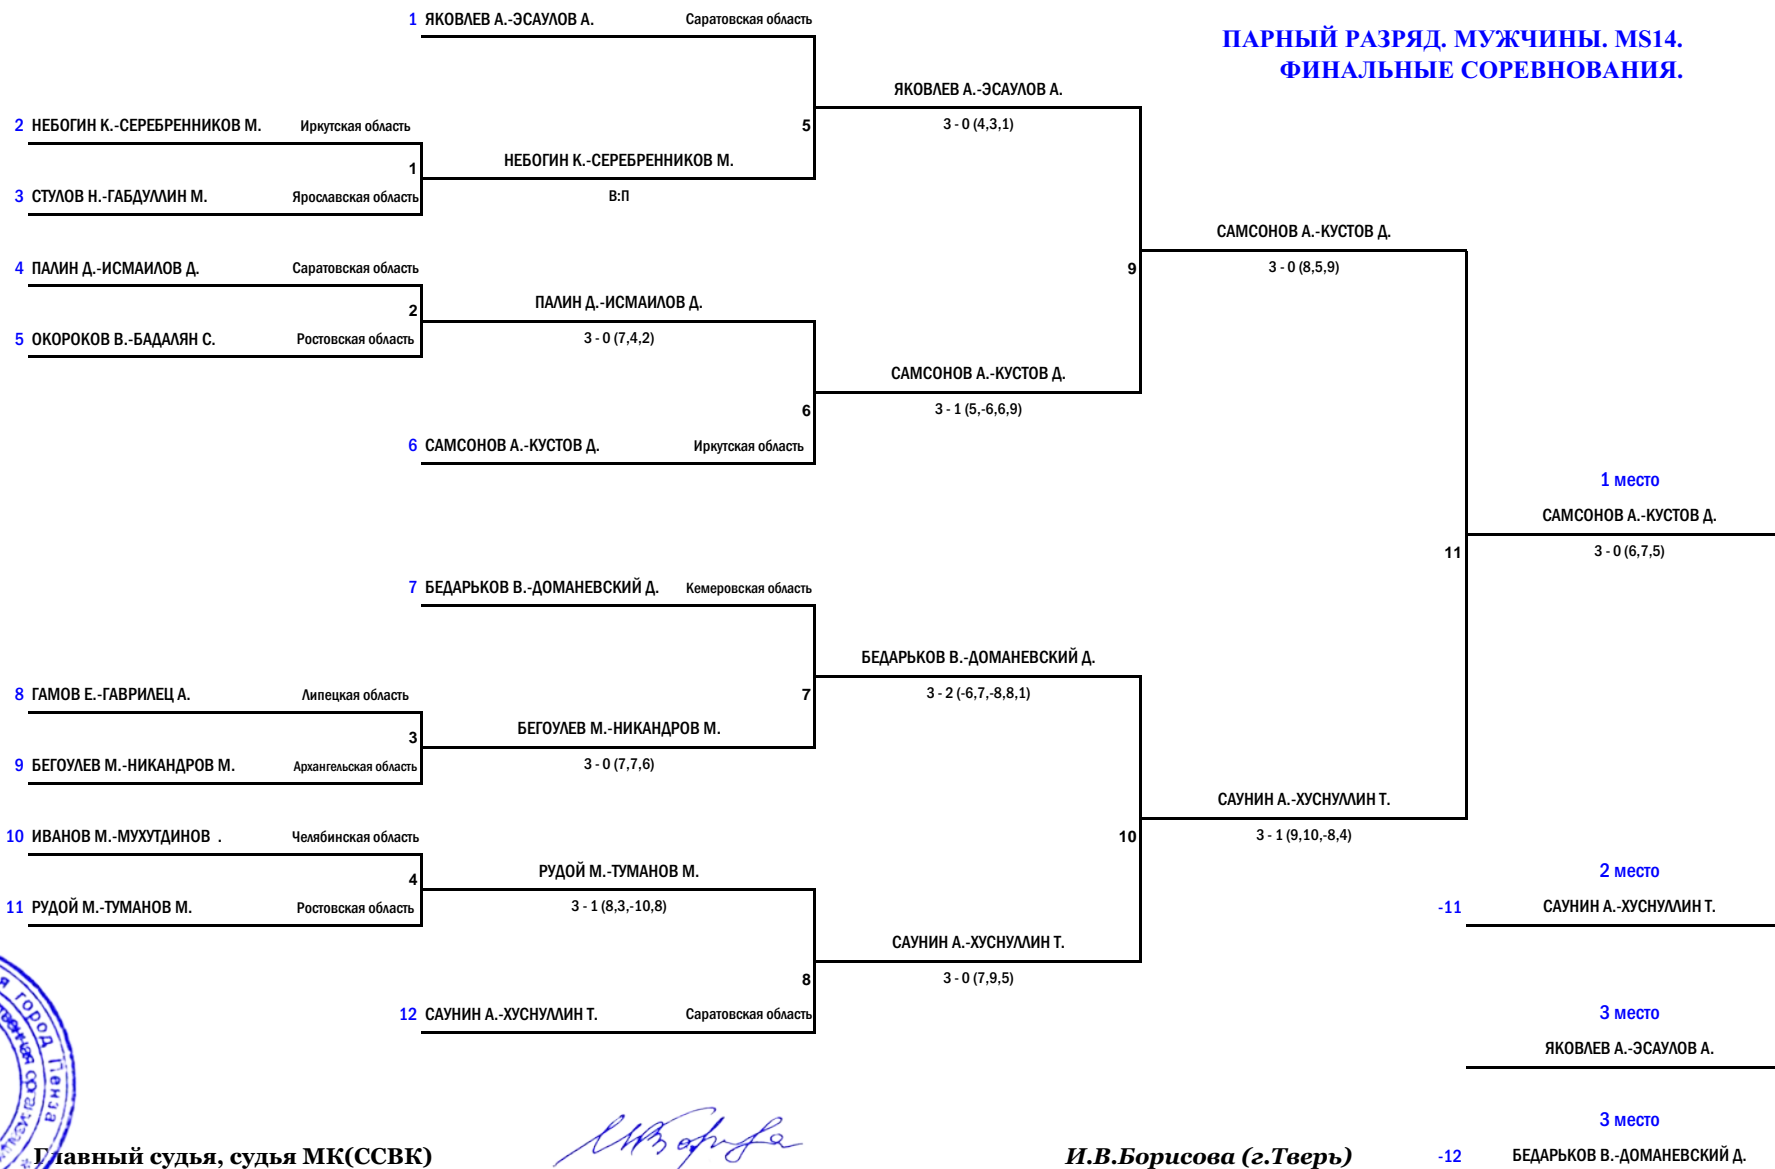 1 ЯКОВЛЕВ А.-ЭСАУЛОВ А. Саратовская область
ПАРНЫЙ РАЗРЯД. МУЖЧИНЫ. MS14.
ФИНАЛЬНЫЕ СОРЕВНОВАНИЯ.
ЯКОВЛЕВ А.-ЭСАУЛОВ А.
2 НЕБОГИН К.-СЕРЕБРЕННИКОВ М. Иркутская область
5
3 - 0 (4,3,1)
1
НЕБОГИН К.-СЕРЕБРЕННИКОВ М.
3 СТУЛОВ Н.-ГАБДУЛЛИН М. Ярославская область
В:П
САМСОНОВ А.-КУСТОВ Д.
4 ПАЛИН Д.-ИСМАИЛОВ Д. Саратовская область
9
3 - 0 (8,5,9)
2
ПАЛИН Д.-ИСМАИЛОВ Д.
5 ОКОРОКОВ В.-БАДАЛЯН С. Ростовская область
3 - 0 (7,4,2)
САМСОНОВ А.-КУСТОВ Д.
6
3 - 1 (5,-6,6,9)
6 САМСОНОВ А.-КУСТОВ Д. Иркутская область
1 место
САМСОНОВ А.-КУСТОВ Д.
11
3 - 0 (6,7,5)
7 БЕДАРЬКОВ В.-ДОМАНЕВСКИЙ Д. Кемеровская область
БЕДАРЬКОВ В.-ДОМАНЕВСКИЙ Д.
8 ГАМОВ Е.-ГАВРИЛЕЦ А. Липецкая область
7
3 - 2 (-6,7,-8,8,1)
3
БЕГОУЛЕВ М.-НИКАНДРОВ М.
9 БЕГОУЛЕВ М.-НИКАНДРОВ М. Архангельская область
3 - 0 (7,7,6)
САУНИН А.-ХУСНУЛЛИН Т.
10 ИВАНОВ М.-МУХУТДИНОВ . Челябинская область
10
3 - 1 (9,10,-8,4)
4
РУДОЙ М.-ТУМАНОВ М.
2 место
11 РУДОЙ М.-ТУМАНОВ М. Ростовская область
3 - 1 (8,3,-10,8)
-11 САУНИН А.-ХУСНУЛЛИН Т.
САУНИН А.-ХУСНУЛЛИН Т.
8
3 - 0 (7,9,5)
12 САУНИН А.-ХУСНУЛЛИН Т. Саратовская область
3 место
ЯКОВЛЕВ А.-ЭСАУЛОВ А.
город Пенза
3 место
Главный судья, судья МК(ССВК) И.В.Борисова (г.Тверь)
-12 БЕДАРЬКОВ В.-ДОМАНЕВСКИЙ Д.